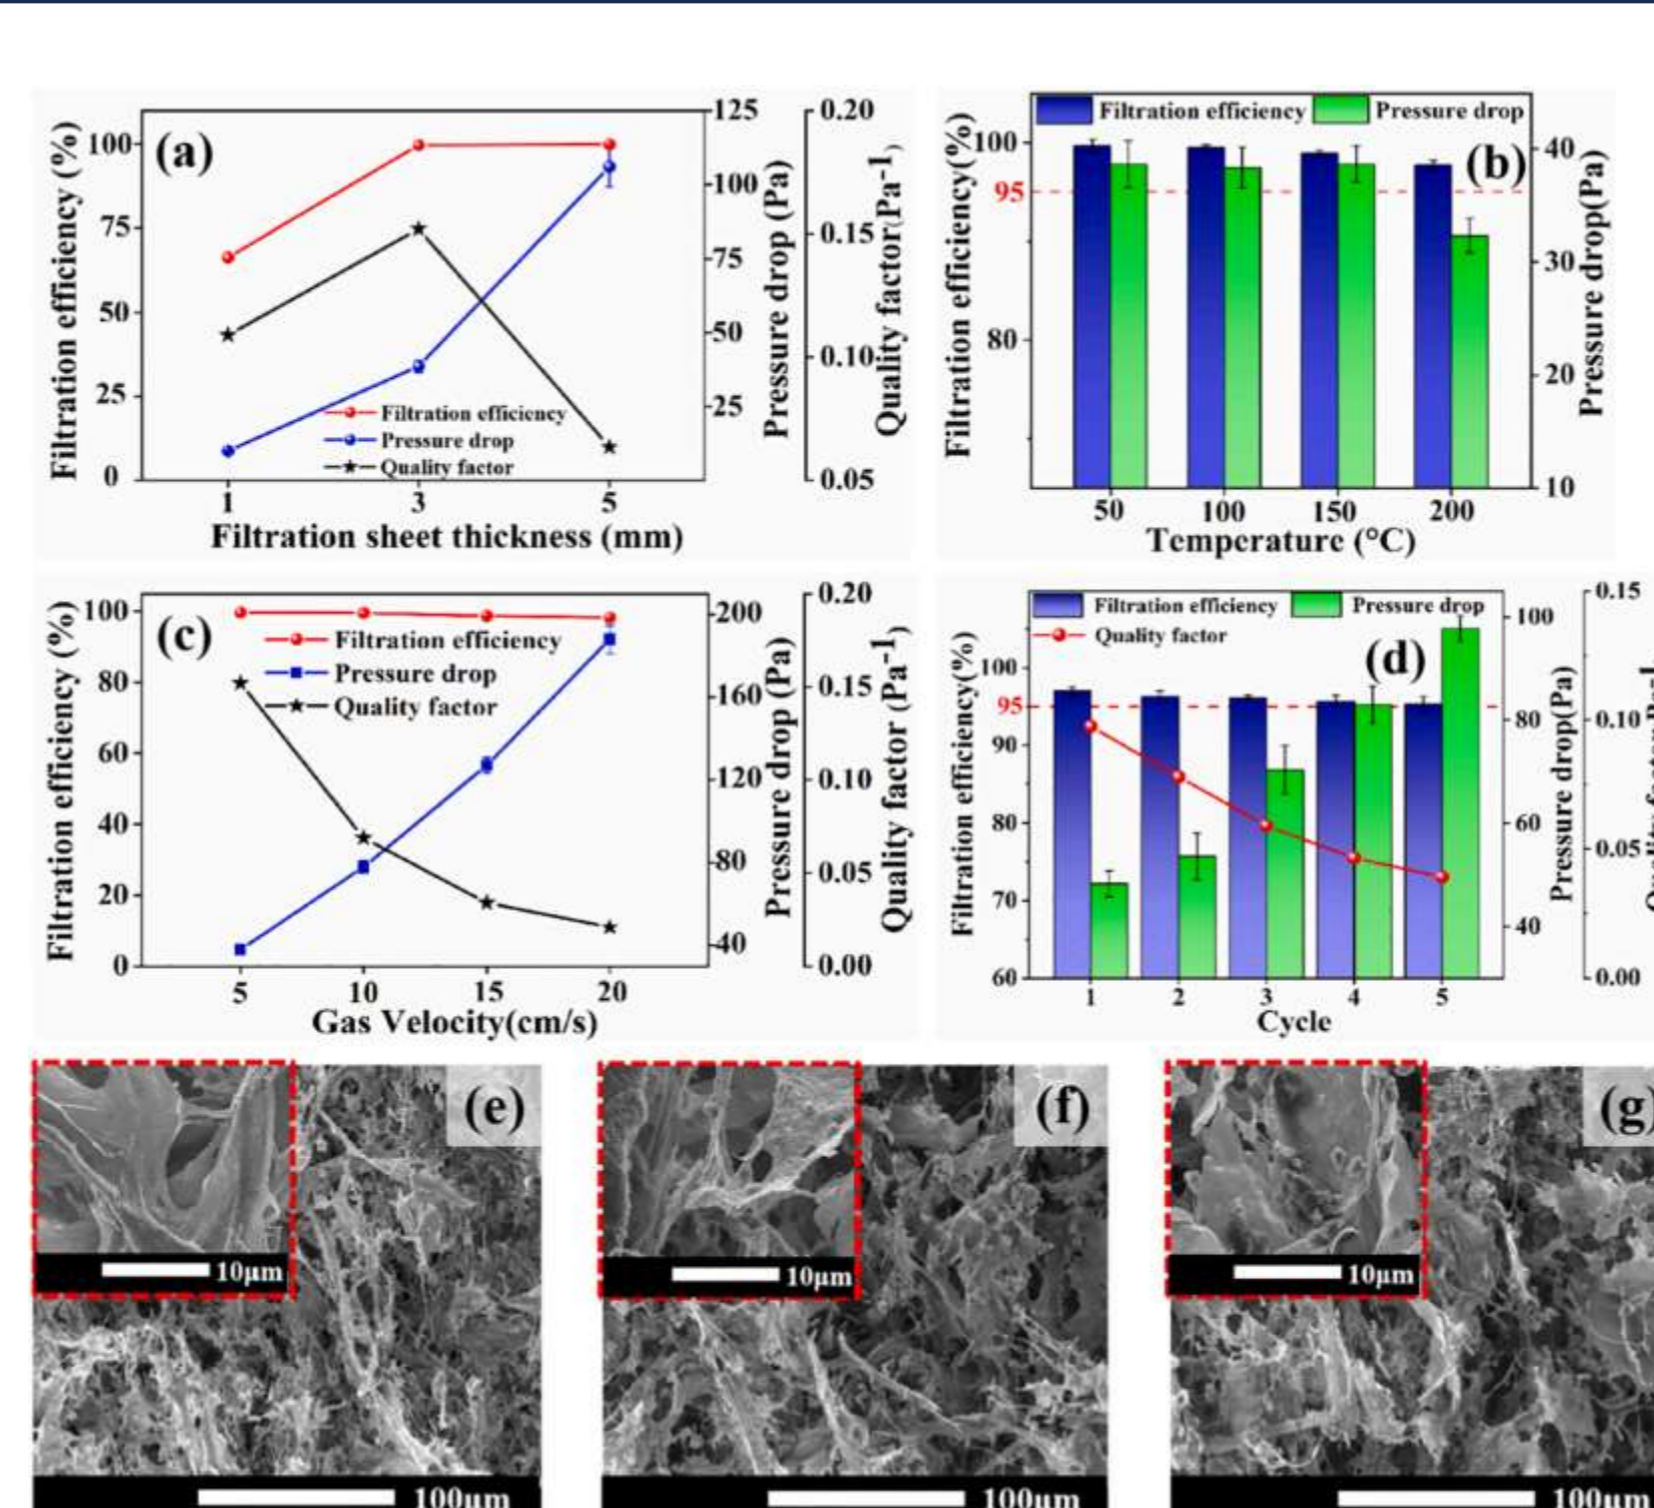 (a)
Filtration efficiency (%)
100
75
50
25
0
125
100
75
50
25
Pressure drop (Pa)
0.20
0.15
0.10
0.05
Quality factor(Pa⁻¹)
Filtration efficiency
Pressure drop
Quality factor
1 3 5
Filtration sheet thickness (mm)
Filtration efficiency Pressure drop
(b)
Filtration efficiency(%)
100
95
80
40
30
20
10
Pressure drop(Pa)
50 100 150 200
Temperature (°C)
(c)
Filtration efficiency (%)
100
80
60
40
20
0
Filtration efficiency
Pressure drop
Quality factor
200
160
120
80
40
Pressure drop (Pa)
0.20
0.15
0.10
0.05
0.00
Quality factor (Pa⁻¹)
5 10 15 20
Gas Velocity(cm/s)
Filtration efficiency Pressure drop
Quality factor
(d)
Filtration efficiency(%)
100
95
90
80
70
60
100
80
60
40
Pressure drop(Pa)
0.15
0.10
0.05
0.00
1 2 3 4 5
Cycle
(e)
10μm
100μm
(f)
10μm
100μm
(g)
10μm
100μm